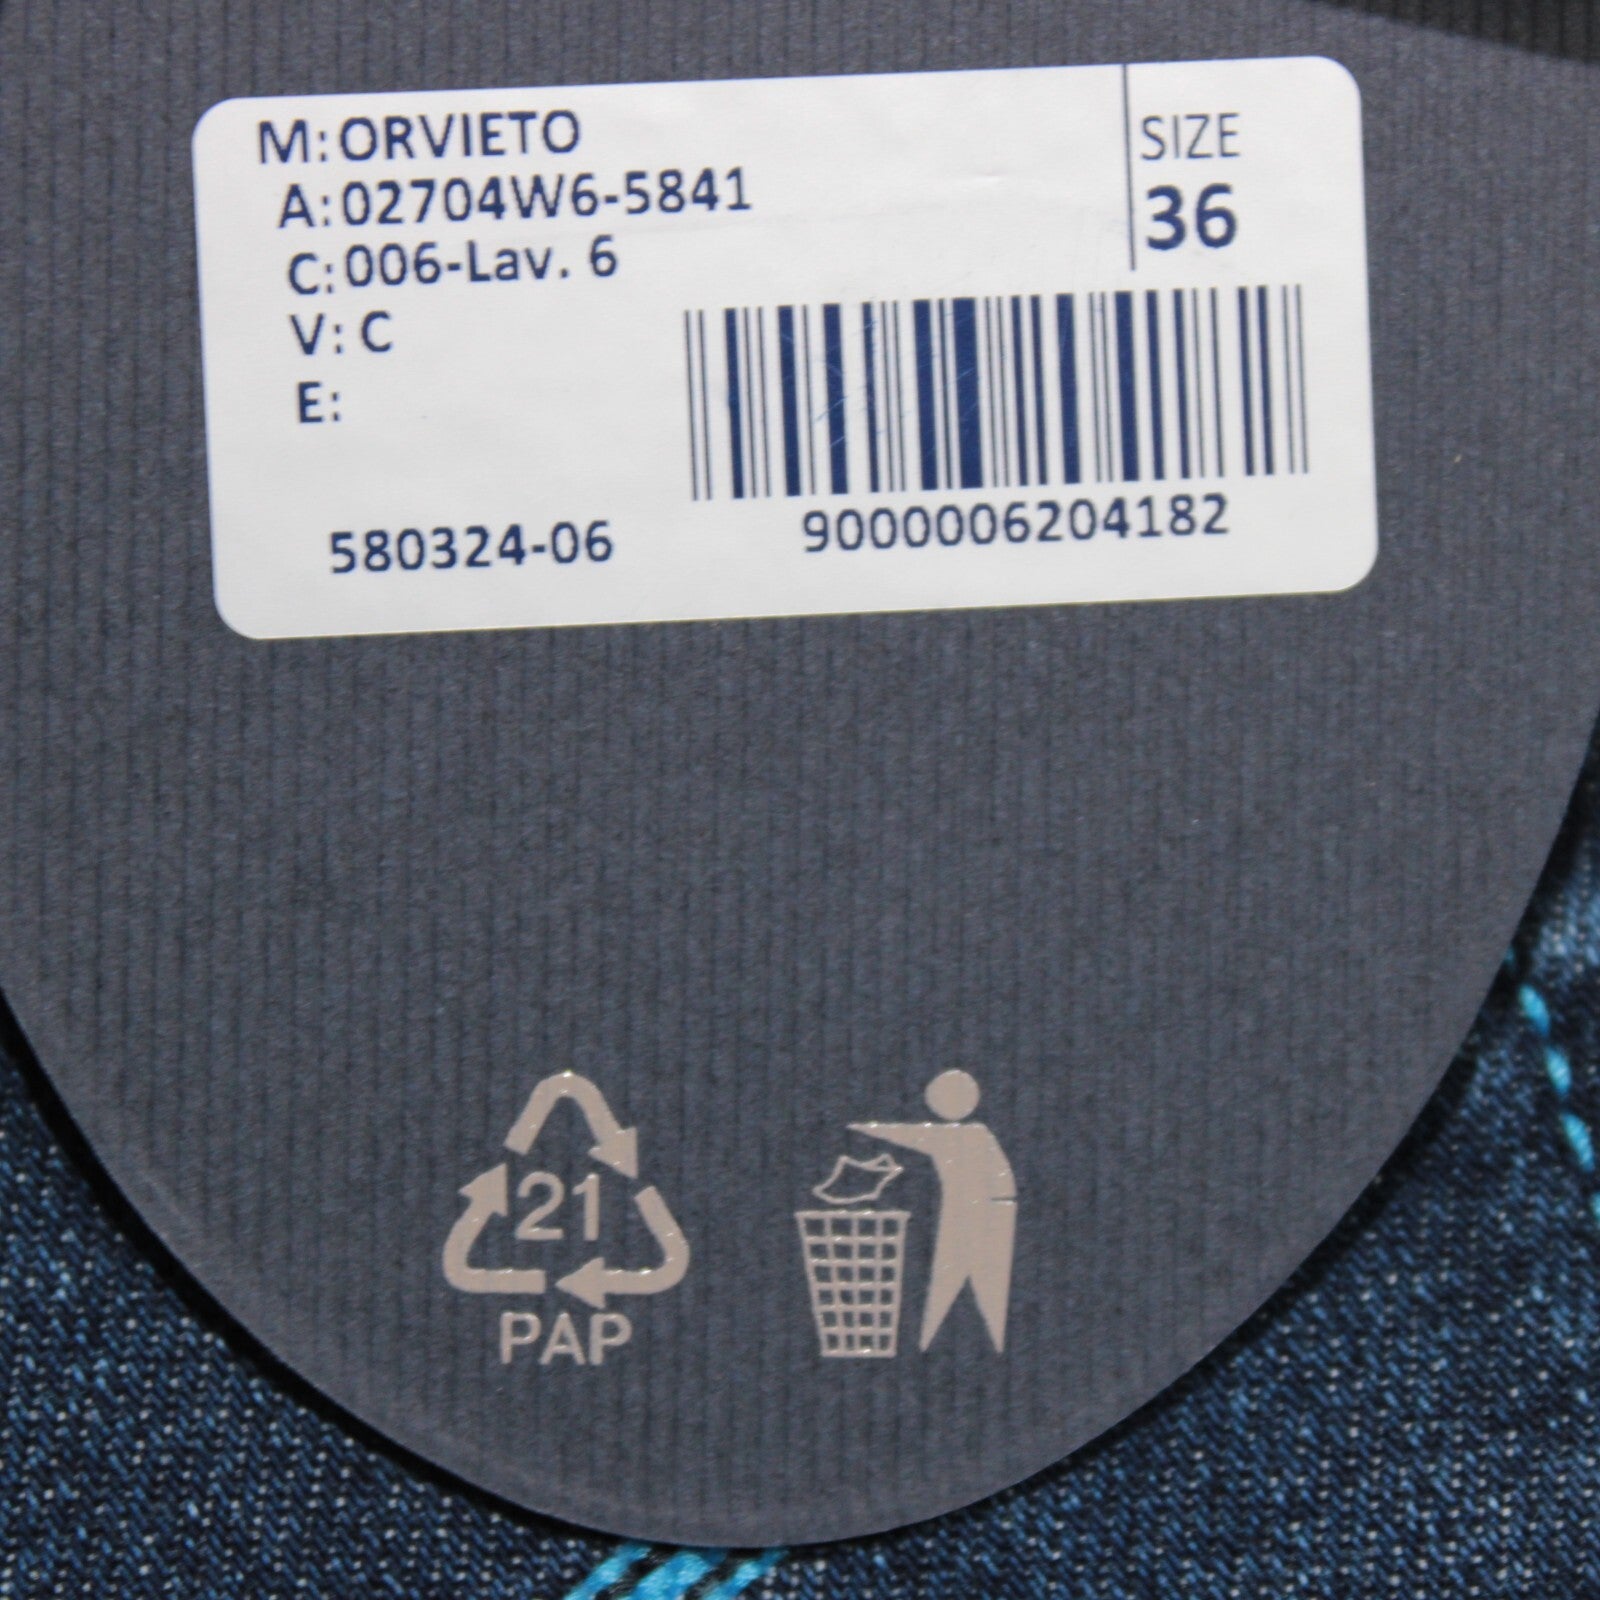 M: ORVIETO
A: 02704W6-5841
C: 006-Lav. 6
V: C
E:
SIZE
36
580324-06
9000006204182
21
PAP